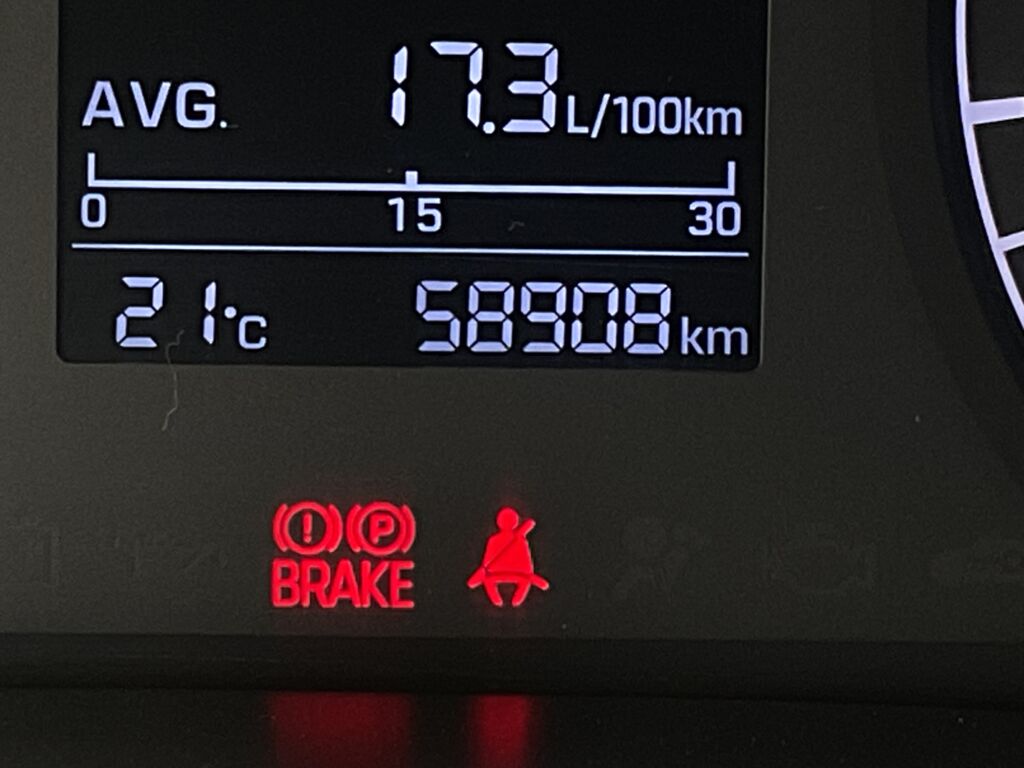 AVG. 17.3 L/100km
0 15 30
21°C 58908 km
! P
BRAKE